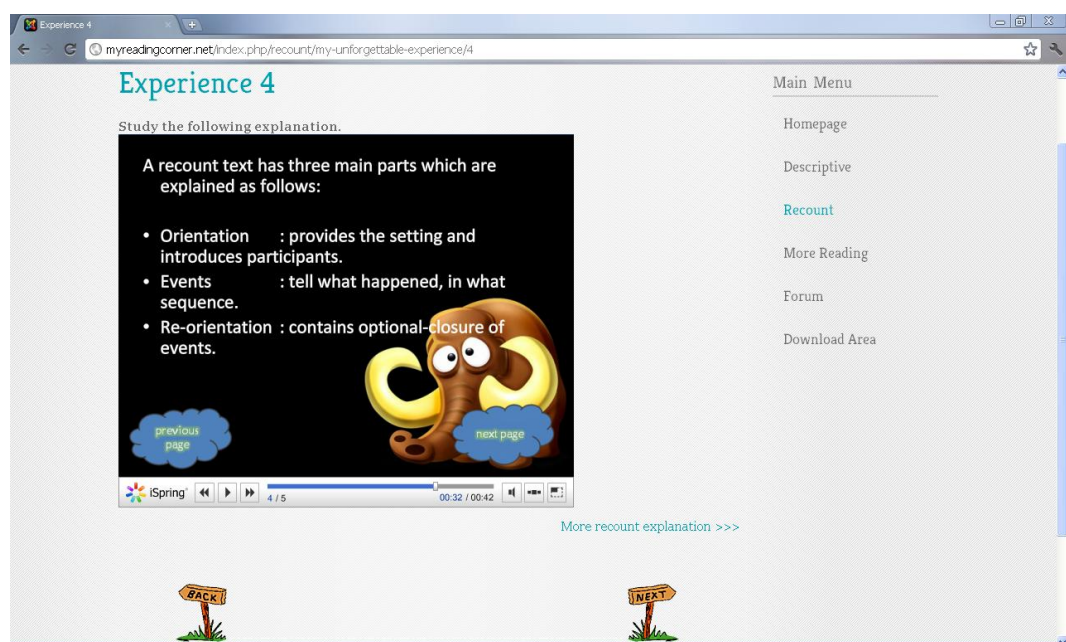 Experience 4
myreadingcorner.net/index.php/recount/my-unforgettable-experience/4
Experience 4
Study the following explanation.
A recount text has three main parts which are
explained as follows:
• Orientation : provides the setting and
introduces participants.
• Events : tell what happened, in what
sequence.
• Re-orientation : contains optional-closure of
events.
previous
page
next page
iSpring
4 / 5
00:32 / 00:42
More recount explanation >>>
BACK
NEXT
Main Menu
Homepage
Descriptive
Recount
More Reading
Forum
Download Area